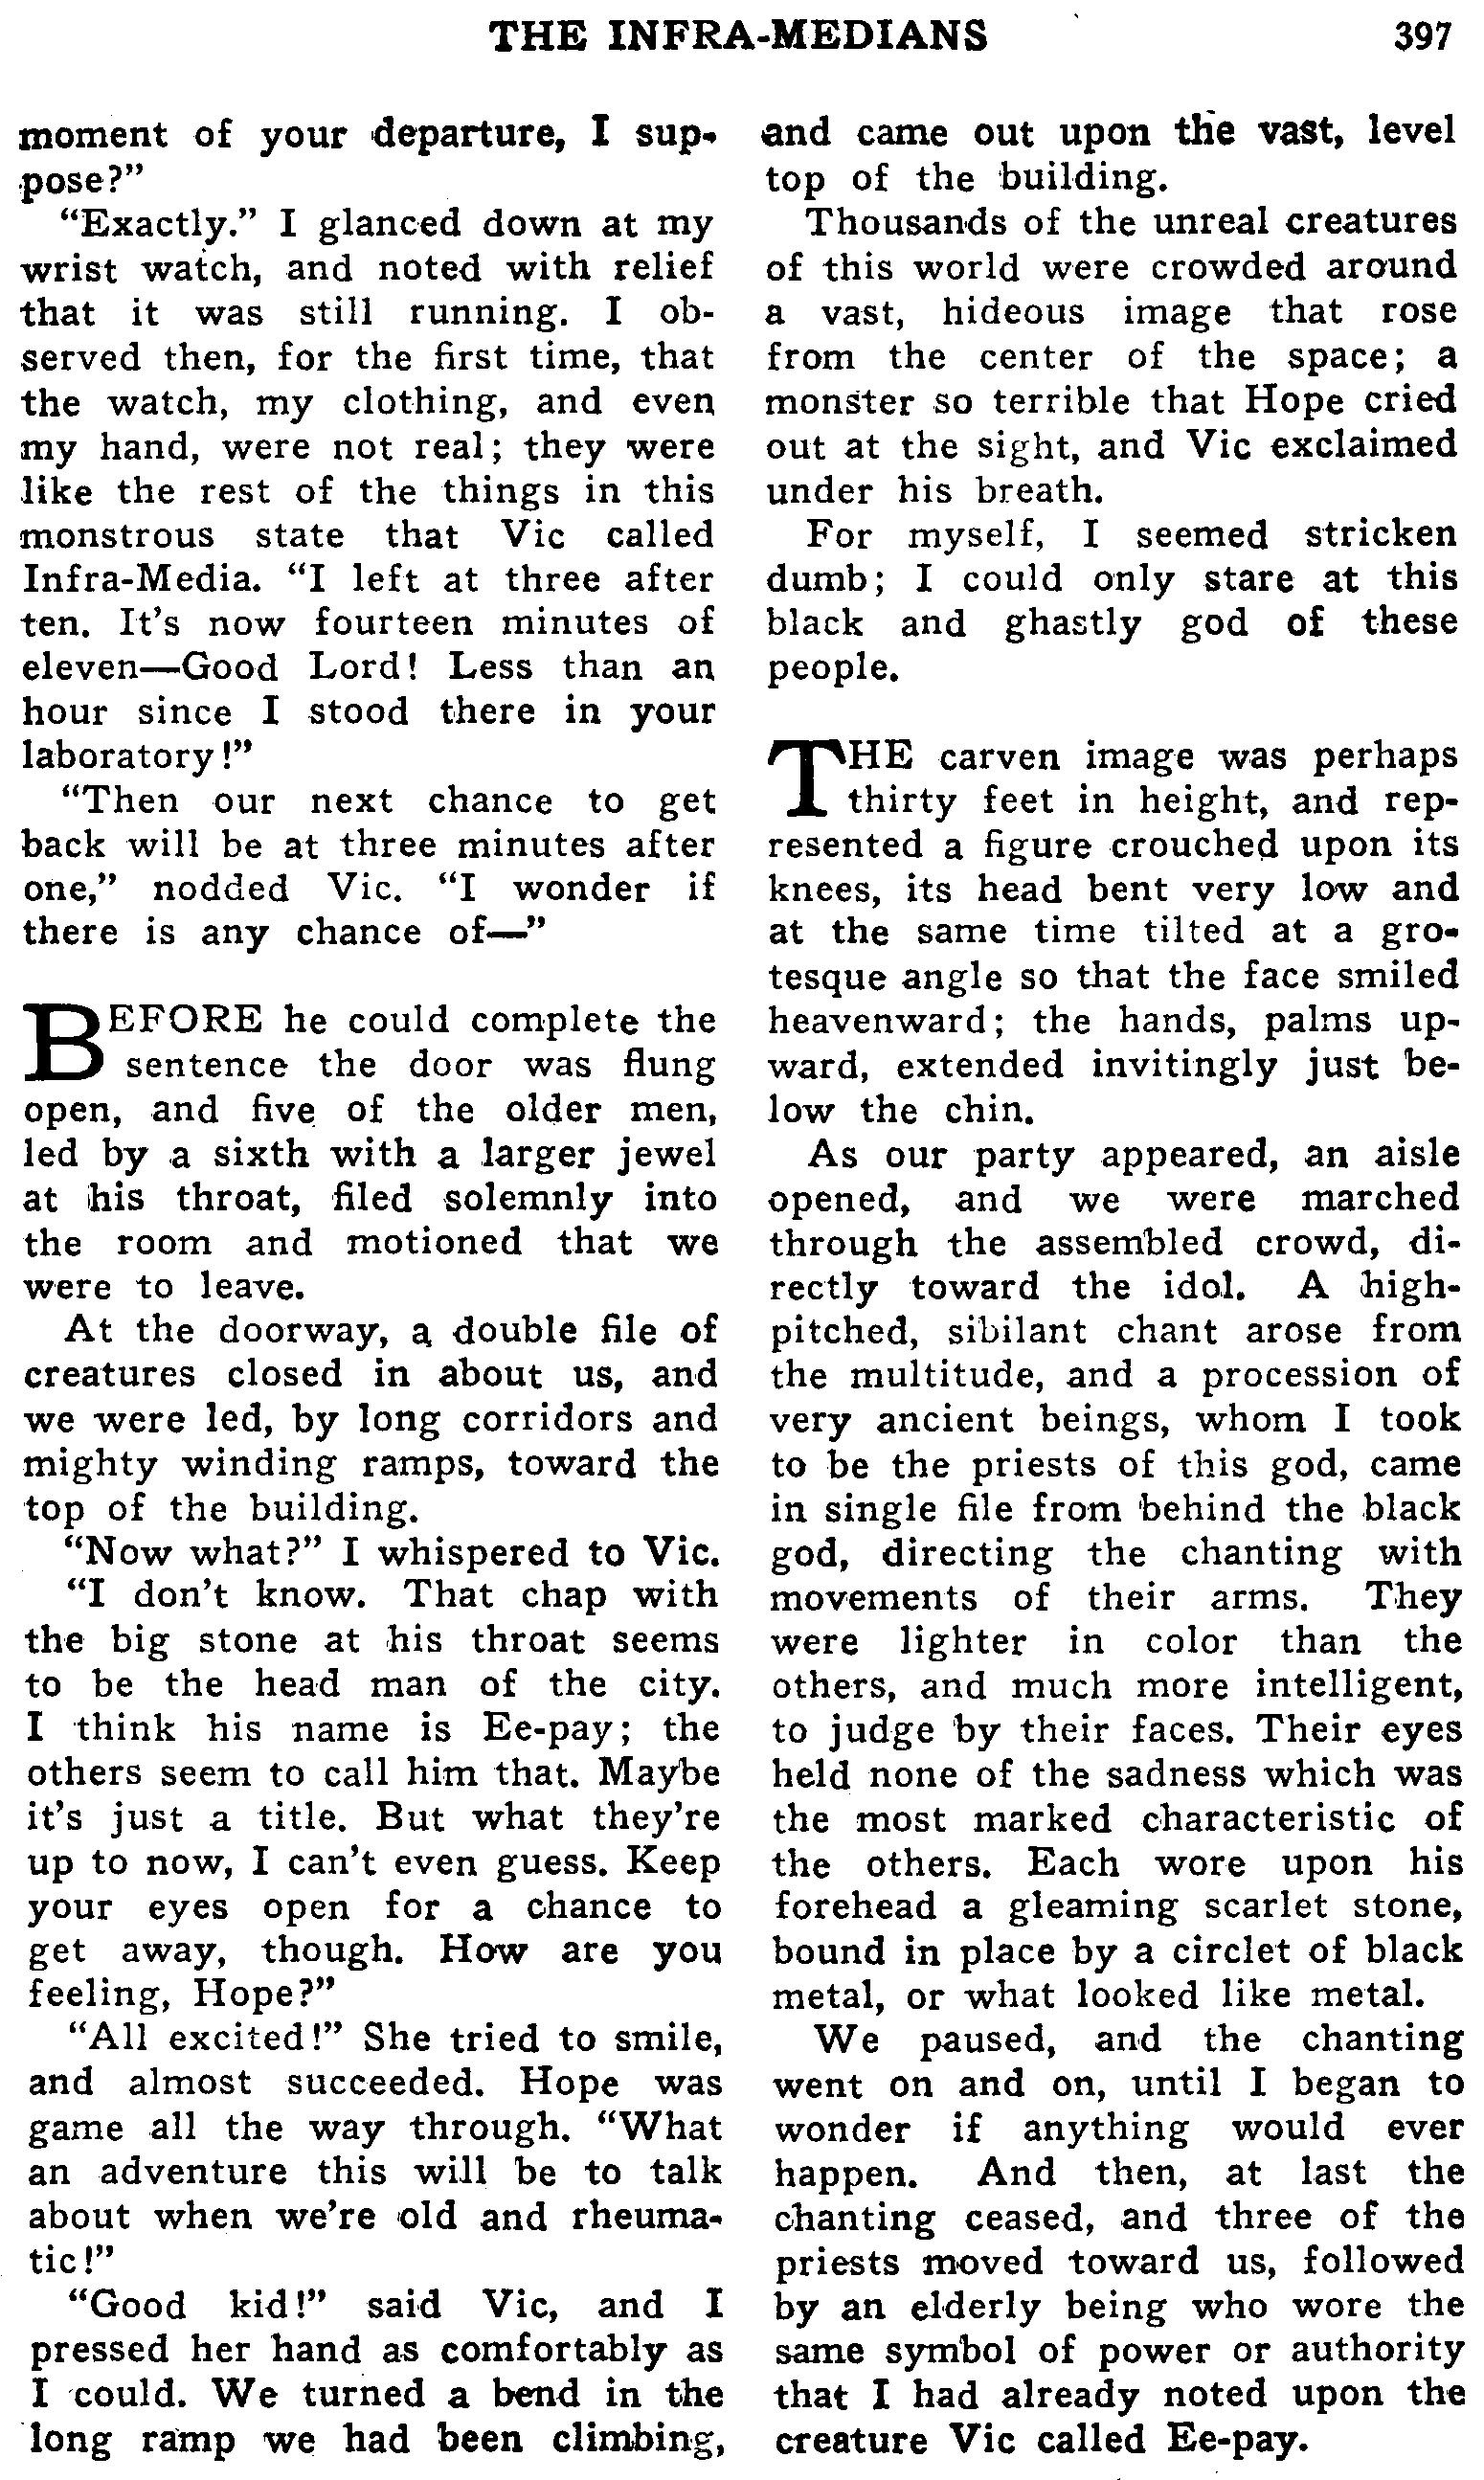 THE INFRA-MEDIANS 397
moment of your departure, I sup-
pose?”
“Exactly.” I glanced down at my
wrist watch, and noted with relief
that it was still running. I ob-
served then, for the first time, that
the watch, my clothing, and even
my hand, were not real; they were
like the rest of the things in this
monstrous state that Vic called
Infra-Media. “I left at three after
ten. It’s now fourteen minutes of
eleven—Good Lord! Less than an
hour since I stood there in your
laboratory!”
“Then our next chance to get
back will be at three minutes after
one,” nodded Vic. “I wonder if
there is any chance of—”
BEFORE he could complete the
sentence the door was flung
open, and five of the older men,
led by a sixth with a larger jewel
at his throat, filed solemnly into
the room and motioned that we
were to leave.
At the doorway, a double file of
creatures closed in about us, and
we were led, by long corridors and
mighty winding ramps, toward the
top of the building.
“Now what?” I whispered to Vic.
“I don’t know. That chap with
the big stone at his throat seems
to be the head man of the city.
I think his name is Ee-pay; the
others seem to call him that. Maybe
it’s just a title. But what they’re
up to now, I can’t even guess. Keep
your eyes open for a chance to
get away, though. How are you
feeling, Hope?”
“All excited!” She tried to smile,
and almost succeeded. Hope was
game all the way through. “What
an adventure this will be to talk
about when we’re old and rheuma-
tic!”
“Good kid!” said Vic, and I
pressed her hand as comfortably as
I could. We turned a bend in the
long ramp we had been climbing,
and came out upon the vast, level
top of the building.
Thousands of the unreal creatures
of this world were crowded around
a vast, hideous image that rose
from the center of the space; a
monster so terrible that Hope cried
out at the sight, and Vic exclaimed
under his breath.
For myself, I seemed stricken
dumb; I could only stare at this
black and ghastly god of these
people.
THE carven image was perhaps
thirty feet in height, and rep-
resented a figure crouched upon its
knees, its head bent very low and
at the same time tilted at a gro-
tesque angle so that the face smiled
heavenward; the hands, palms up-
ward, extended invitingly just be-
low the chin.
As our party appeared, an aisle
opened, and we were marched
through the assembled crowd, di-
rectly toward the idol. A high-
pitched, sibilant chant arose from
the multitude, and a procession of
very ancient beings, whom I took
to be the priests of this god, came
in single file from behind the black
god, directing the chanting with
movements of their arms. They
were lighter in color than the
others, and much more intelligent,
to judge by their faces. Their eyes
held none of the sadness which was
the most marked characteristic of
the others. Each wore upon his
forehead a gleaming scarlet stone,
bound in place by a circlet of black
metal, or what looked like metal.
We paused, and the chanting
went on and on, until I began to
wonder if anything would ever
happen. And then, at last the
chanting ceased, and three of the
priests moved toward us, followed
by an elderly being who wore the
same symbol of power or authority
that I had already noted upon the
creature Vic called Ee-pay.